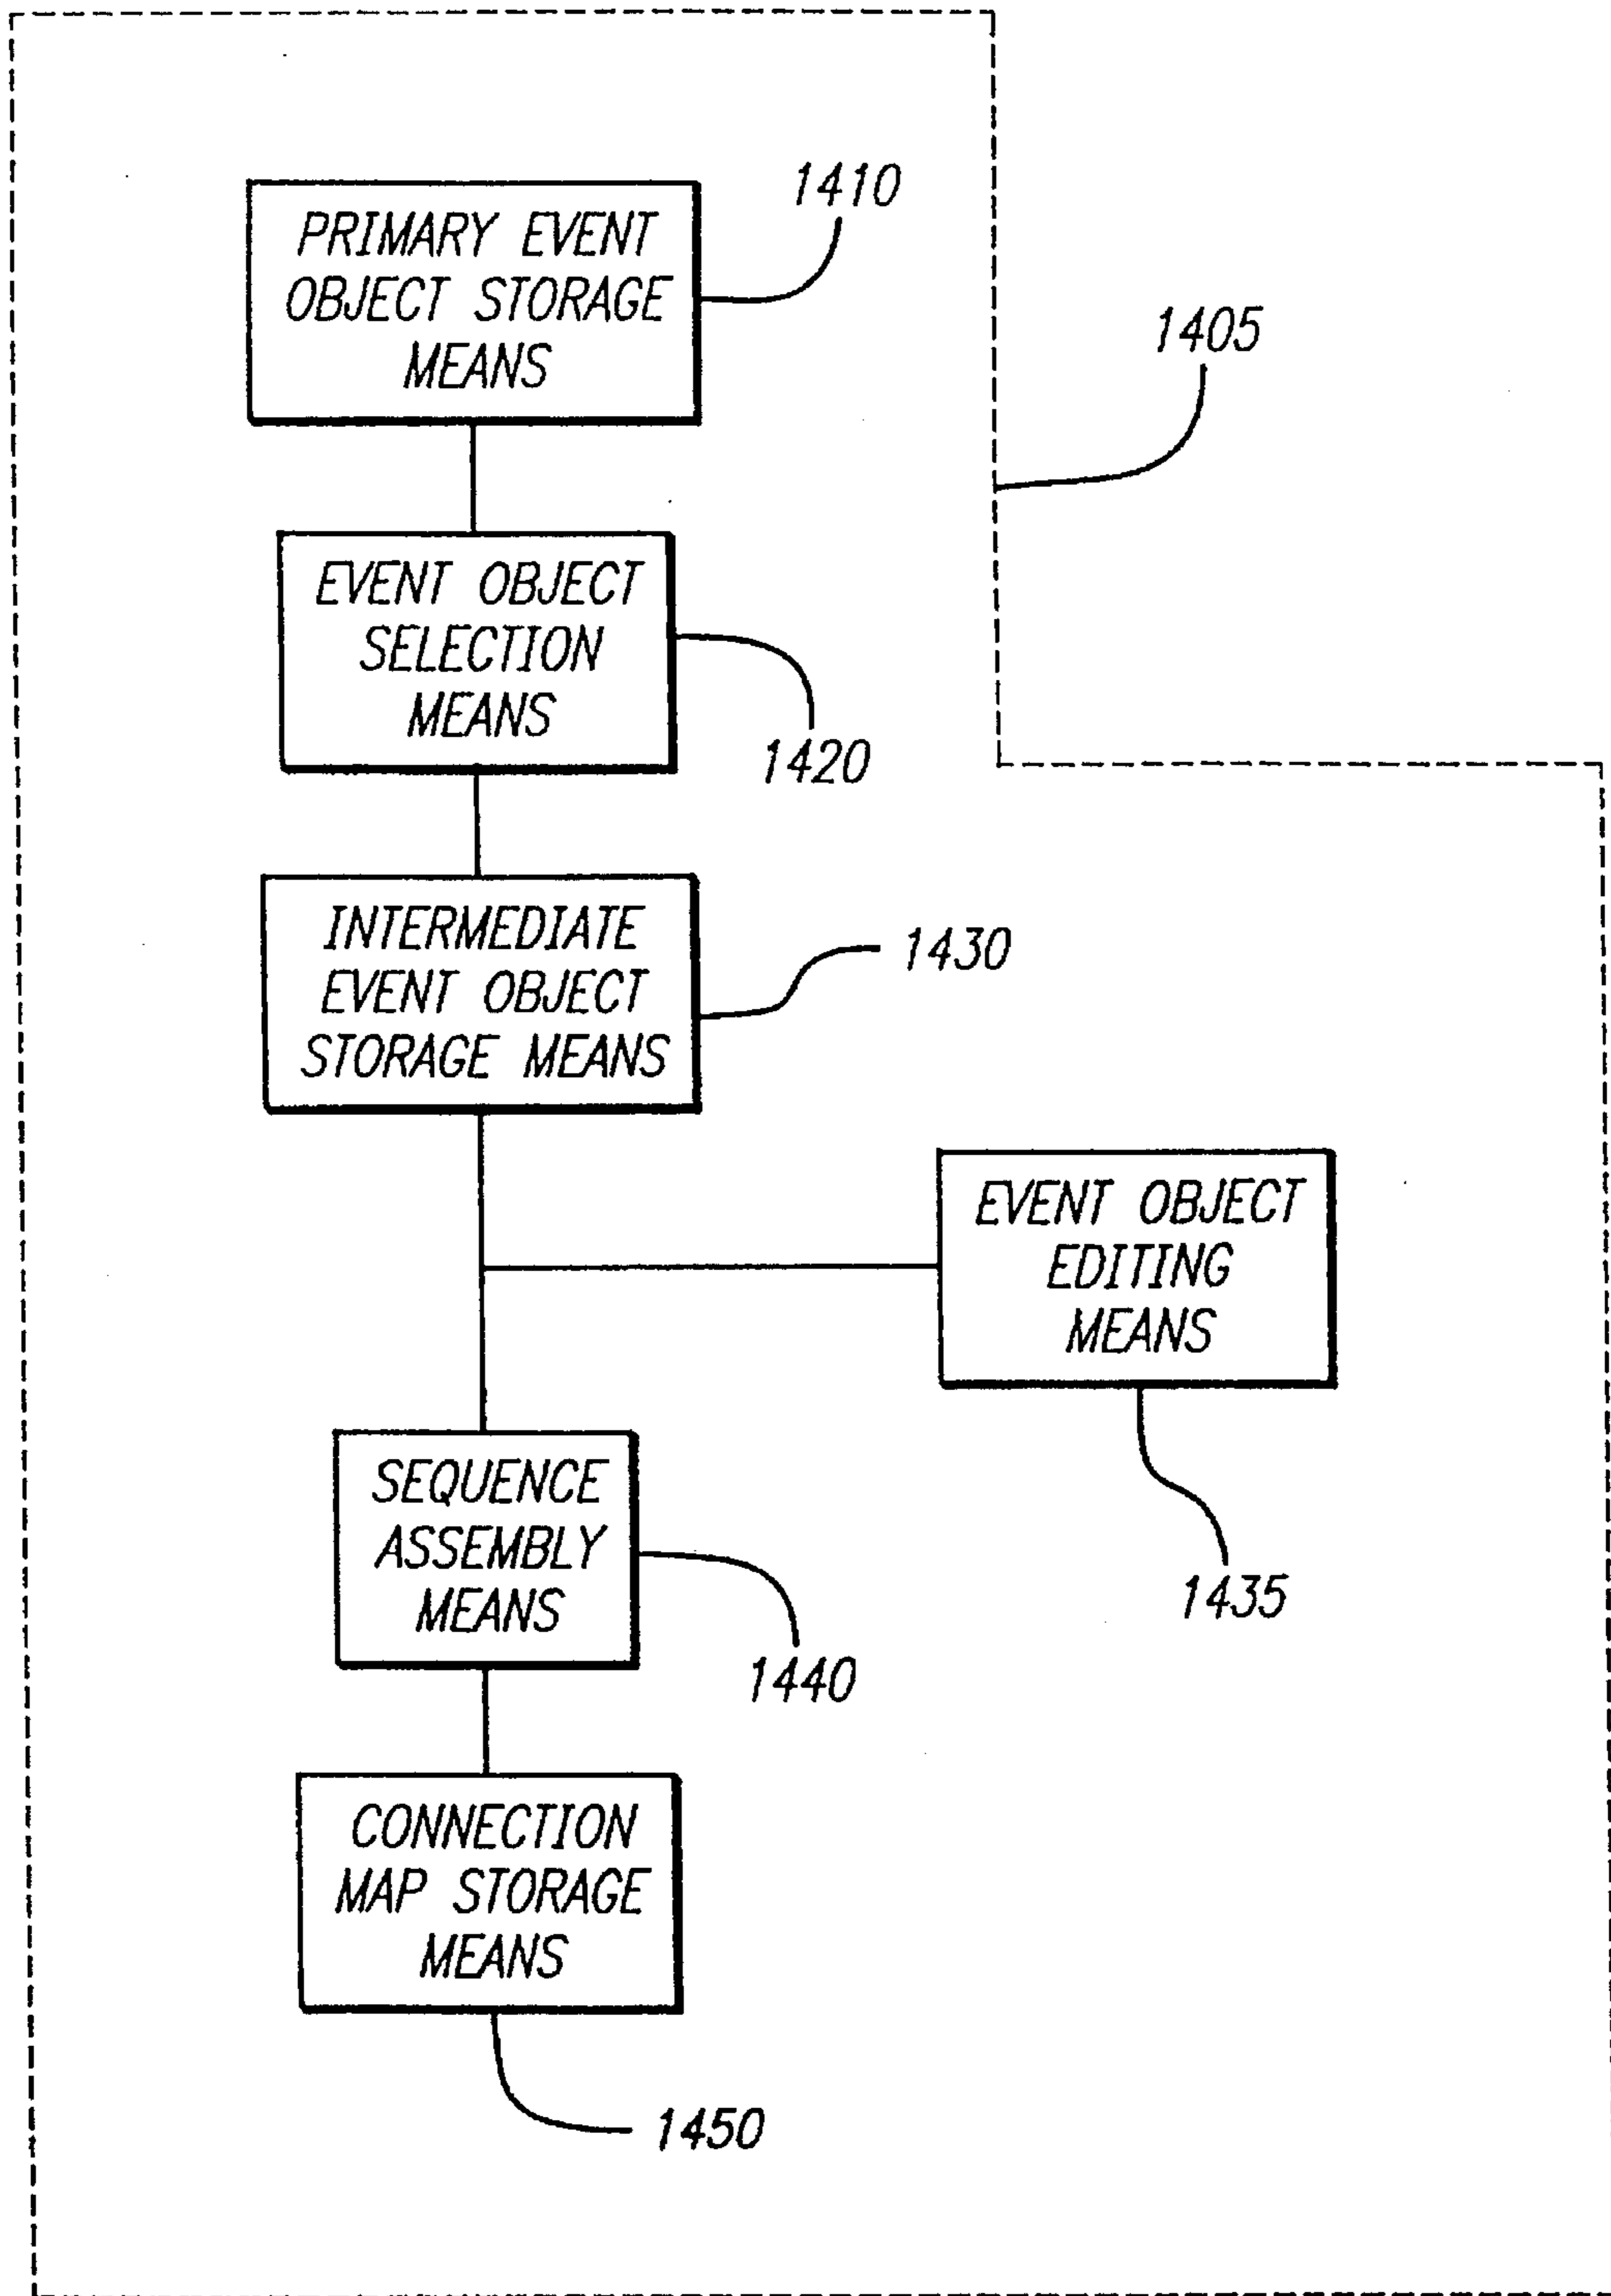 PRIMARY EVENT
OBJECT STORAGE
MEANS
1410
1405
EVENT OBJECT
SELECTION
MEANS
1420
INTERMEDIATE
EVENT OBJECT
STORAGE MEANS
1430
EVENT OBJECT
EDITING
MEANS
1435
SEQUENCE
ASSEMBLY
MEANS
1440
CONNECTION
MAP STORAGE
MEANS
1450